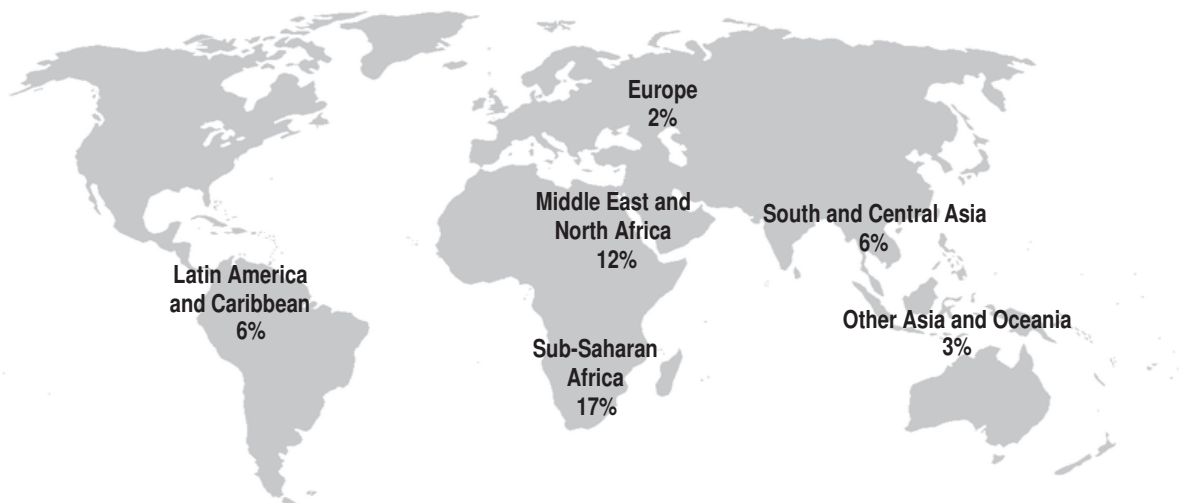 Europe
2%
Middle East and
North Africa
12%
South and Central Asia
6%
Latin America
and Caribbean
6%
Other Asia and Oceania
3%
Sub-Saharan
Africa
17%